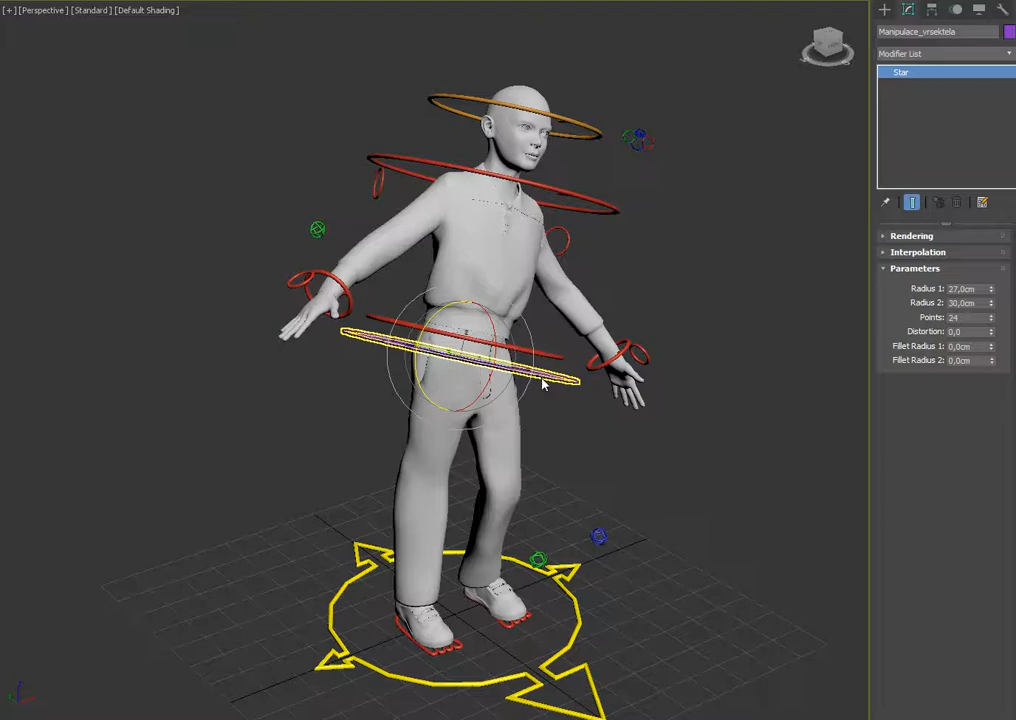 [+] [Perspective] [Standard] [Default Shading]
Manipulace_vrsektela
Modifier List
Star
Rendering
Interpolation
Parameters
Radius 1: 27,0cm
Radius 2: 30,0cm
Points: 24
Distortion: 0,0
Fillet Radius 1: 0,0cm
Fillet Radius 2: 0,0cm